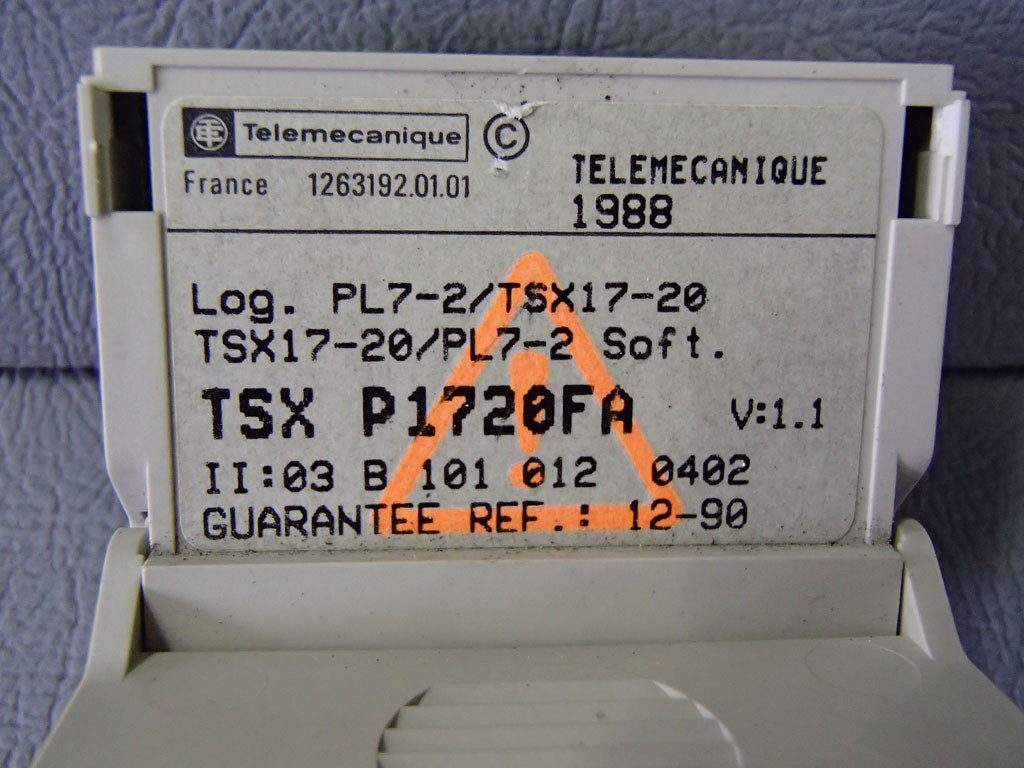 Telemecanique ©
France 1263192.01.01
TELEMECANIQUE
1988
Log. PL7-2/TSX17-20
TSX17-20/PL7-2 Soft.
TSX P1720FA V:1.1
II:03 B 101 012 0402
GUARANTEE REF.: 12-90